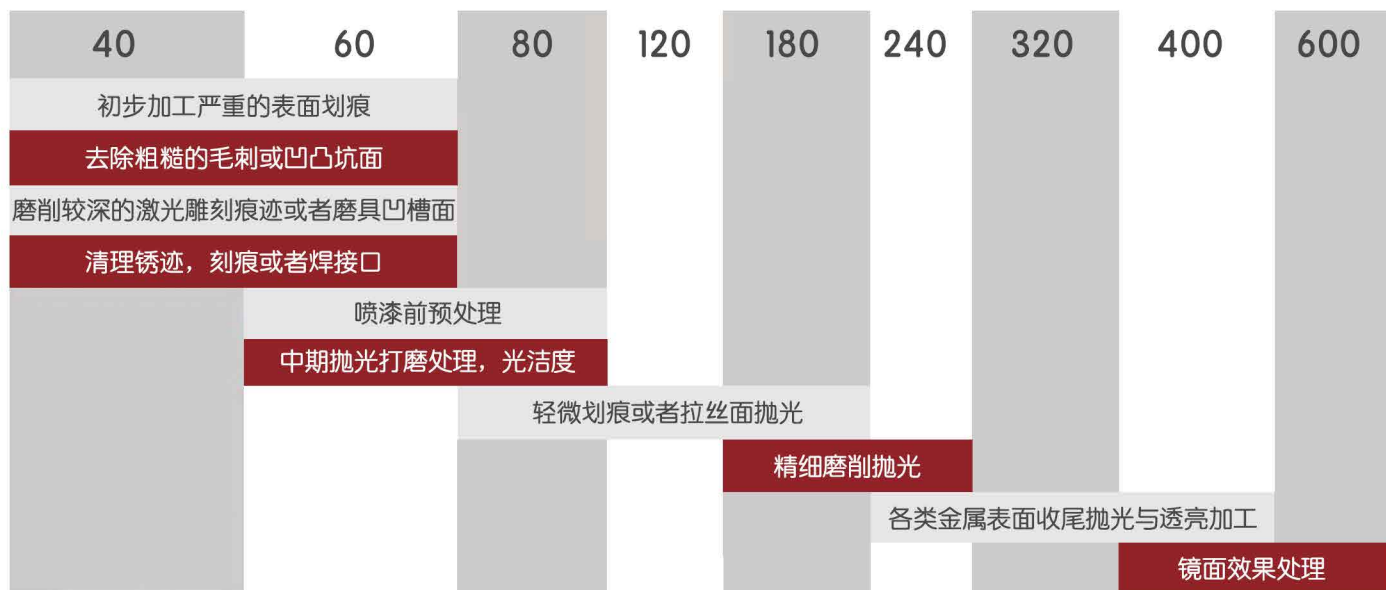 40 60 80 120 180 240 320 400 600
初步加工严重的表面划痕
去除粗糙的毛刺或凹凸坑面
磨削较深的激光雕刻痕迹或者磨具凹槽面
清理锈迹，刻痕或者焊接口
喷漆前预处理
中期抛光打磨处理，光洁度
轻微划痕或者拉丝面抛光
精细磨削抛光
各类金属表面收尾抛光与透亮加工
镜面效果处理